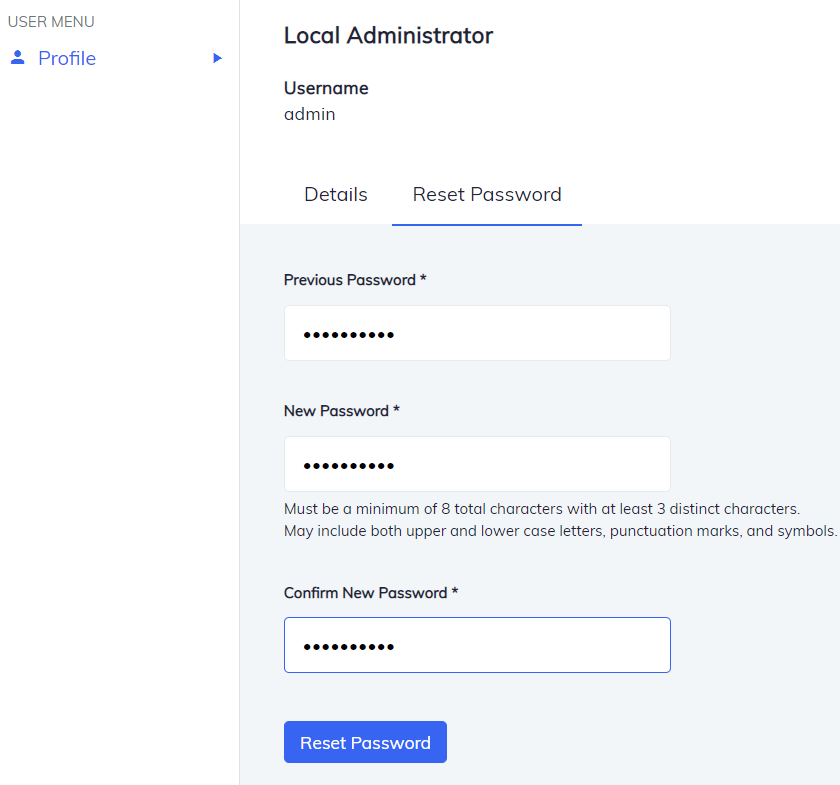 USER MENU
Profile
Local Administrator
Username
admin
Details
Reset Password
Previous Password *
••••••••••
New Password *
••••••••••
Must be a minimum of 8 total characters with at least 3 distinct characters.
May include both upper and lower case letters, punctuation marks, and symbols.
Confirm New Password *
••••••••••
Reset Password